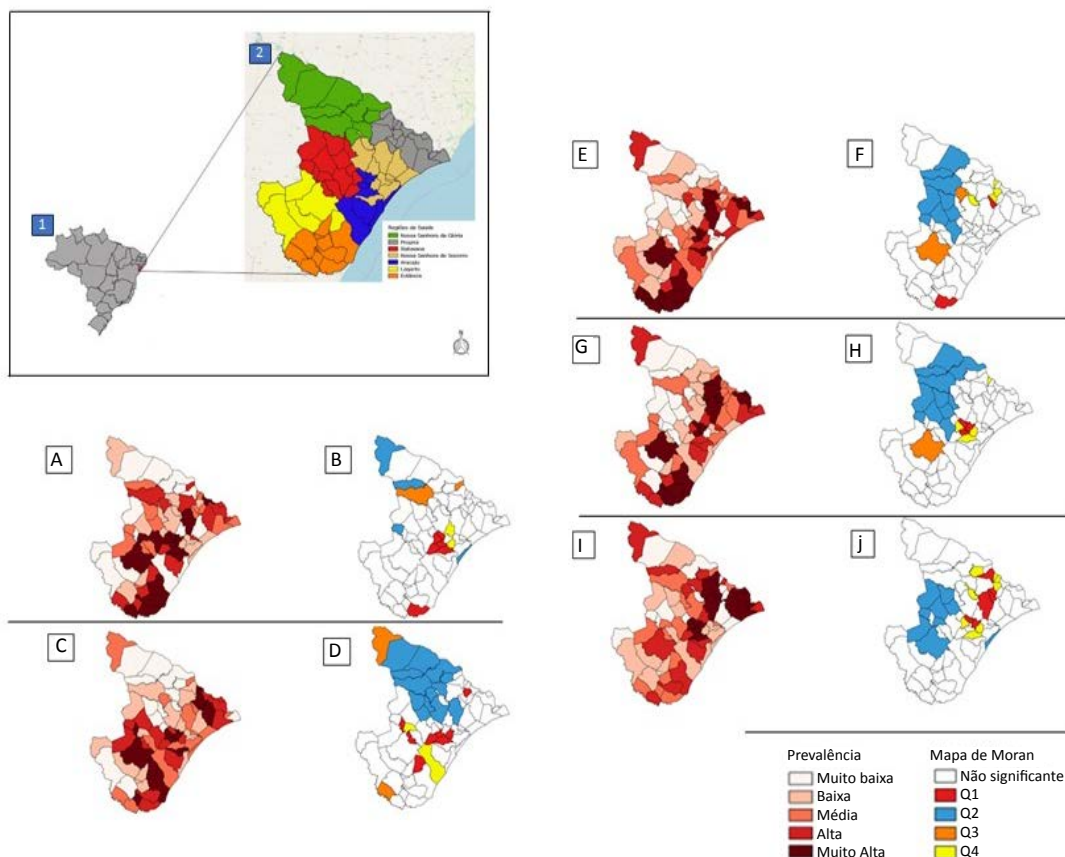 1
2
Regiões de Saúde
Nossa Senhora da Glória
Propriá
Itabaiana
Nossa Senhora do Socorro
Aracaju
Lagarto
Estância
A
B
C
D
E
F
G
H
I
j
Prevalência
Muito baixa
Baixa
Média
Alta
Muito Alta
Mapa de Moran
Não significante
Q1
Q2
Q3
Q4